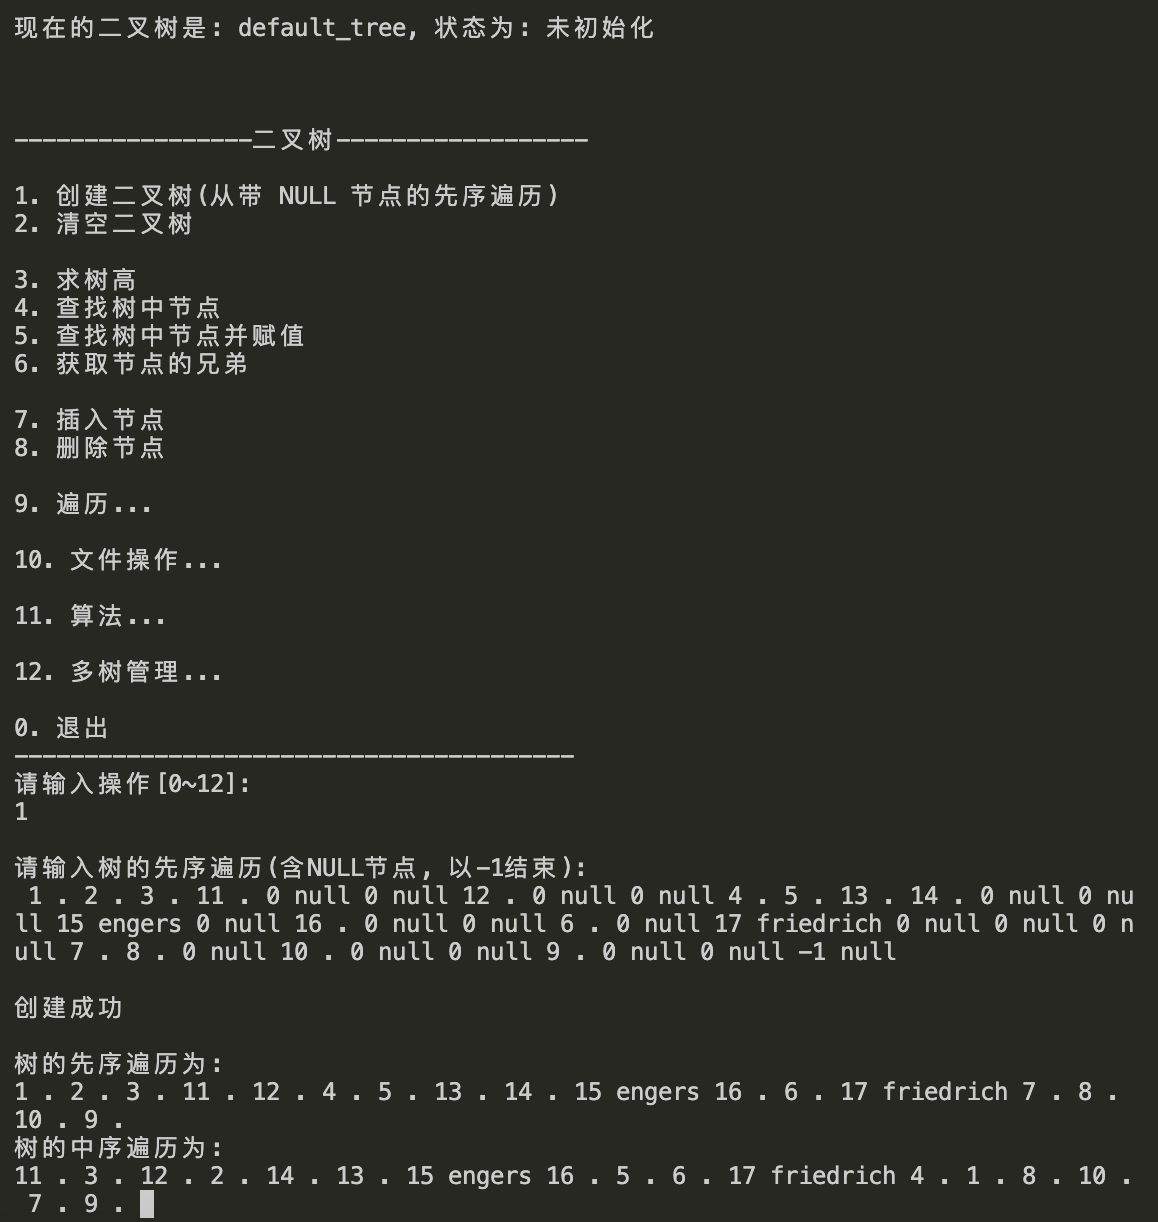 现在的二叉树是: default_tree, 状态为: 未初始化
-----------------二叉树------------------
1. 创建二叉树(从带 NULL 节点的先序遍历)
2. 清空二叉树
3. 求树高
4. 查找树中节点
5. 查找树中节点并赋值
6. 获取节点的兄弟
7. 插入节点
8. 删除节点
9. 遍历...
10. 文件操作...
11. 算法...
12. 多树管理...
0. 退出
----------------------------------------
请输入操作[0~12]:
1
请输入树的先序遍历(含NULL节点, 以-1结束):
1 . 2 . 3 . 11 . 0 null 0 null 12 . 0 null 0 null 4 . 5 . 13 . 14 . 0 null 0 nu
ll 15 engers 0 null 16 . 0 null 0 null 6 . 0 null 17 friedrich 0 null 0 null 0 n
ull 7 . 8 . 0 null 10 . 0 null 0 null 9 . 0 null 0 null -1 null
创建成功
树的先序遍历为:
1 . 2 . 3 . 11 . 12 . 4 . 5 . 13 . 14 . 15 engers 16 . 6 . 17 friedrich 7 . 8 .
10 . 9 .
树的中序遍历为:
11 . 3 . 12 . 2 . 14 . 13 . 15 engers 16 . 5 . 6 . 17 friedrich 4 . 1 . 8 . 10 .
7 . 9 .